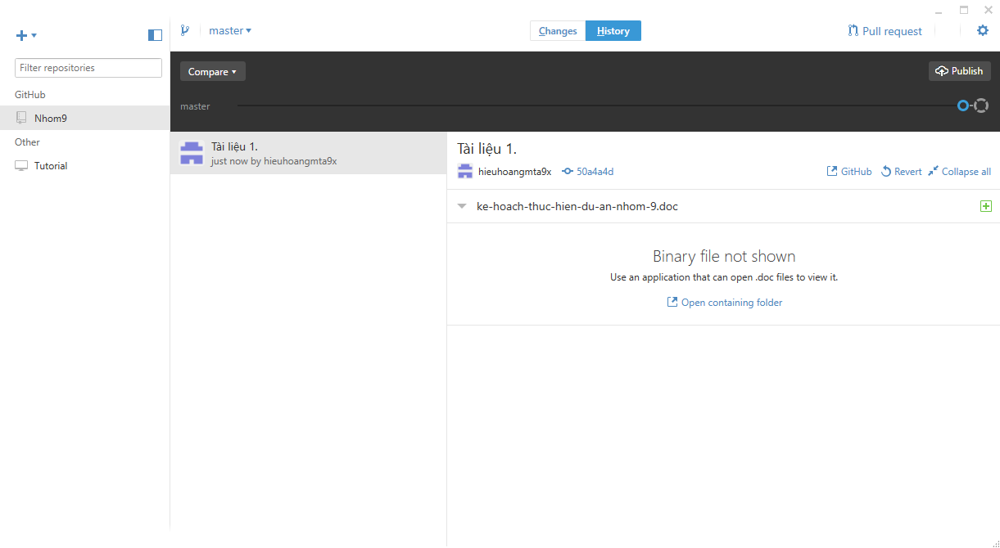 master
Changes
History
Pull request
Filter repositories
GitHub
Nhom9
Other
Tutorial
Compare
Publish
master
Tài liệu 1.
just now by hieuhoangmta9x
Tài liệu 1.
hieuhoangmta9x
50a4a4d
GitHub
Revert
Collapse all
ke-hoach-thuc-hien-du-an-nhom-9.doc
Binary file not shown
Use an application that can open .doc files to view it.
Open containing folder